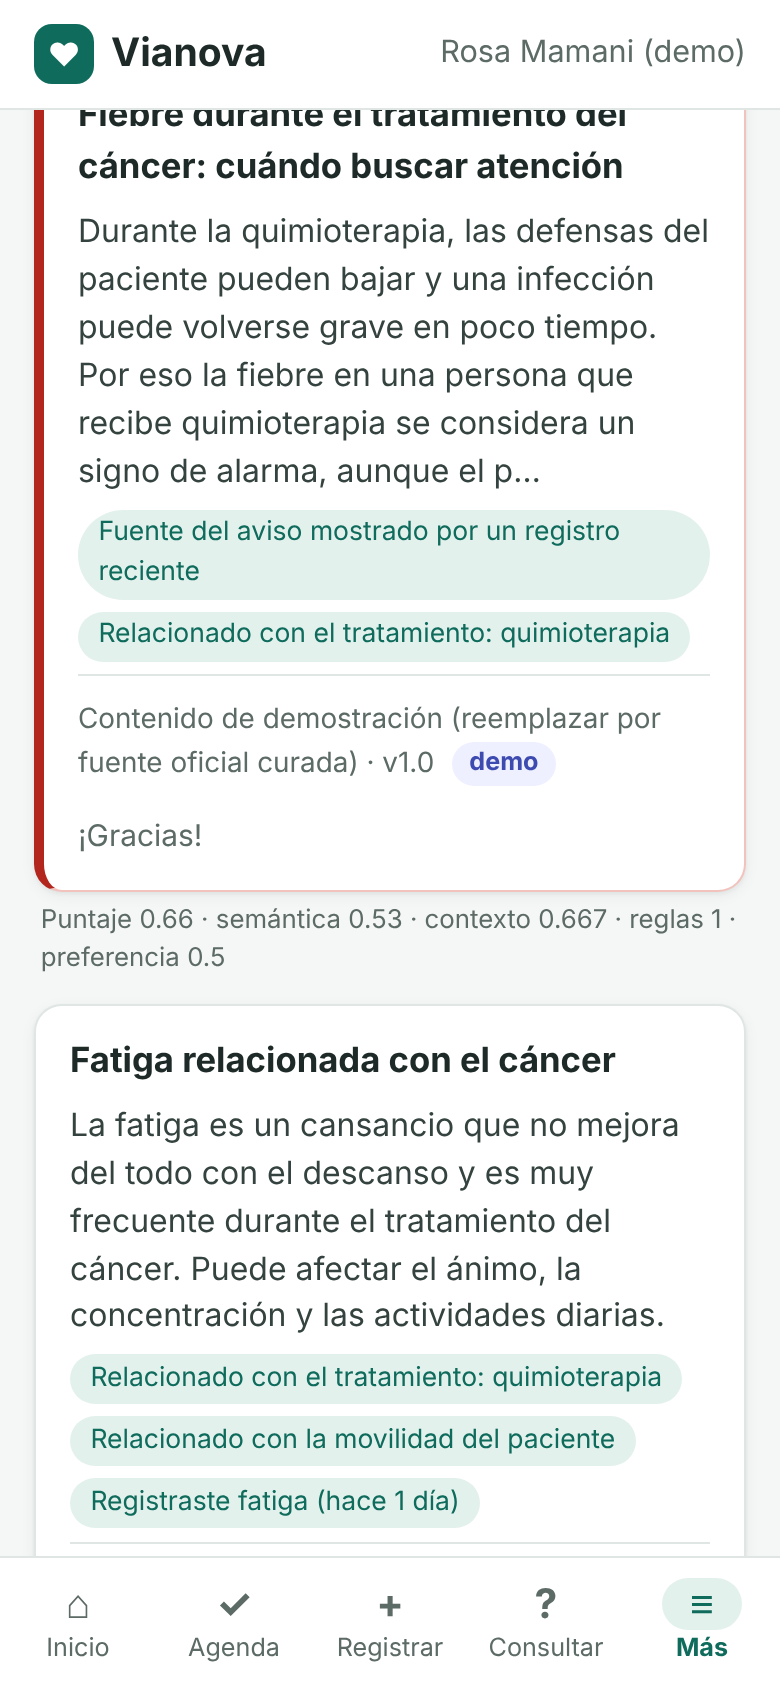 Vianova
Rosa Mamani (demo)
Fiebre durante el tratamiento del
cáncer: cuándo buscar atención
Durante la quimioterapia, las defensas del
paciente pueden bajar y una infección
puede volverse grave en poco tiempo.
Por eso la fiebre en una persona que
recibe quimioterapia se considera un
signo de alarma, aunque el p...
Fuente del aviso mostrado por un registro
reciente
Relacionado con el tratamiento: quimioterapia
Contenido de demostración (reemplazar por
fuente oficial curada) · v1.0 demo
¡Gracias!
Puntaje 0.66 · semántica 0.53 · contexto 0.667 · reglas 1 ·
preferencia 0.5
Fatiga relacionada con el cáncer
La fatiga es un cansancio que no mejora
del todo con el descanso y es muy
frecuente durante el tratamiento del
cáncer. Puede afectar el ánimo, la
concentración y las actividades diarias.
Relacionado con el tratamiento: quimioterapia
Relacionado con la movilidad del paciente
Registraste fatiga (hace 1 día)
Inicio
Agenda
Registrar
Consultar
Más